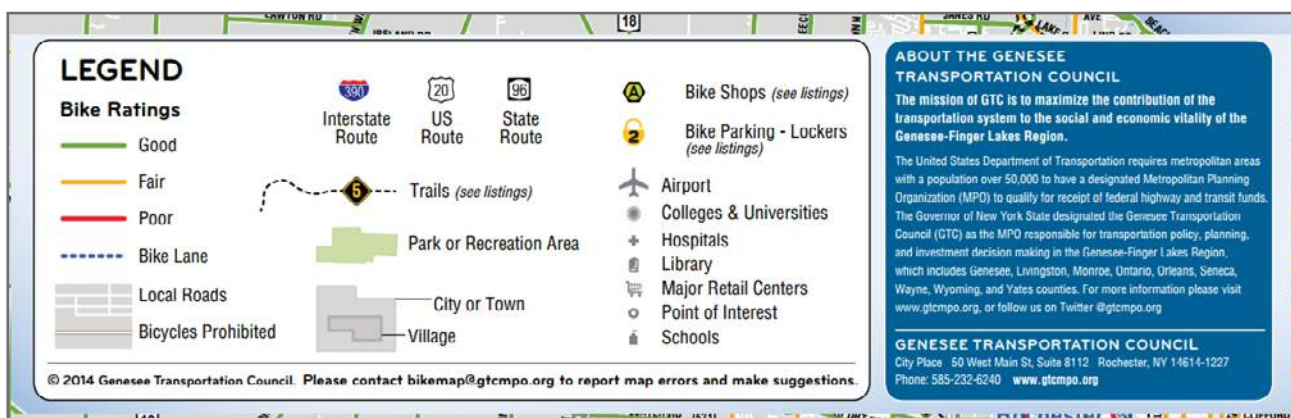 LAWTON RD
IRELAND RD
18
JANES RD
AVE
LEGEND
Bike Ratings
Good
Fair
Poor
Bike Lane
Local Roads
Bicycles Prohibited
390
Interstate
Route
20
US
Route
96
State
Route
5
Trails (see listings)
Park or Recreation Area
City or Town
Village
A
Bike Shops (see listings)
2
Bike Parking - Lockers
(see listings)
Airport
Colleges & Universities
Hospitals
Library
Major Retail Centers
Point of Interest
Schools
© 2014 Genesee Transportation Council. Please contact bikemap@gtcmpo.org to report map errors and make suggestions.
ABOUT THE GENESEE
TRANSPORTATION COUNCIL
The mission of GTC is to maximize the contribution of the
transportation system to the social and economic vitality of the
Genesee-Finger Lakes Region.
The United States Department of Transportation requires metropolitan areas
with a population over 50,000 to have a designated Metropolitan Planning
Organization (MPO) to qualify for receipt of federal highway and transit funds.
The Governor of New York State designated the Genesee Transportation
Council (GTC) as the MPO responsible for transportation policy, planning,
and investment decision making in the Genesee-Finger Lakes Region,
which includes Genesee, Livingston, Monroe, Ontario, Orleans, Seneca,
Wayne, Wyoming, and Yates counties. For more information please visit
www.gtcmpo.org, or follow us on Twitter @gtcmpo.org
GENESEE TRANSPORTATION COUNCIL
City Place 50 West Main St, Suite 8112 Rochester, NY 14614-1227
Phone: 585-232-6240 www.gtcmpo.org